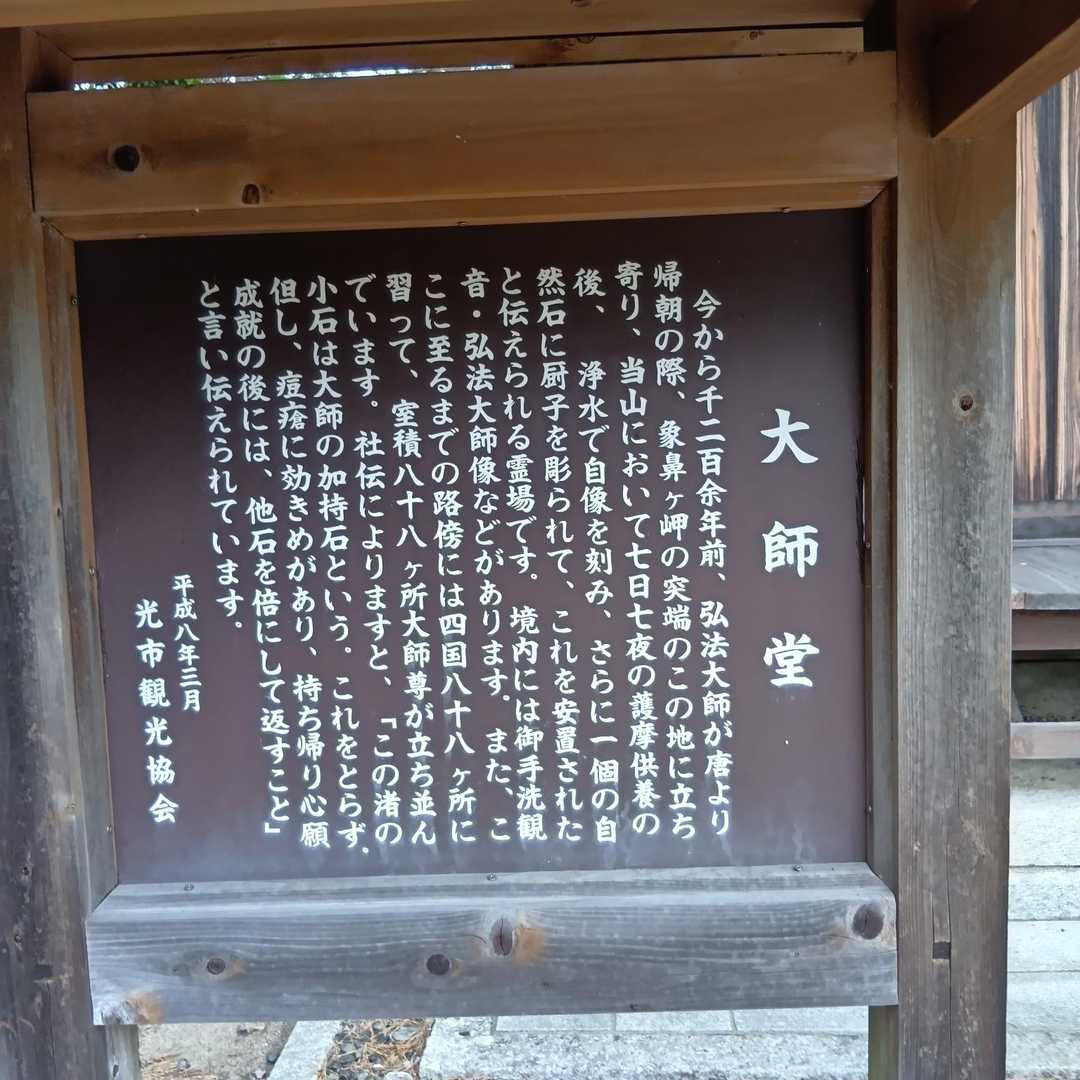 大師堂
今から千二百余年前、弘法大師が唐より
帰朝の際、象鼻ヶ岬の突端のこの地に立ち
寄り、当山において七日七夜の護摩供養の
後、浄水で自像を刻み、さらに一個の自
然石に厨子を彫られて、これを安置された
と伝えられる霊場です。境内には御手洗観
音・弘法大師像などがあります。また、こ
こに至るまでの路傍には四国八十八ヶ所に
習って、室積八十八ヶ所大師尊が立ち並ん
でいます。社伝によりますと、「この渚の
小石は大師の加持石という。これをとらず、
但し、痘瘡に効きめがあり、持ち帰り心願
成就の後には、他石を倍にして返すこと」
と言い伝えられています。
平成八年三月
光市観光協会